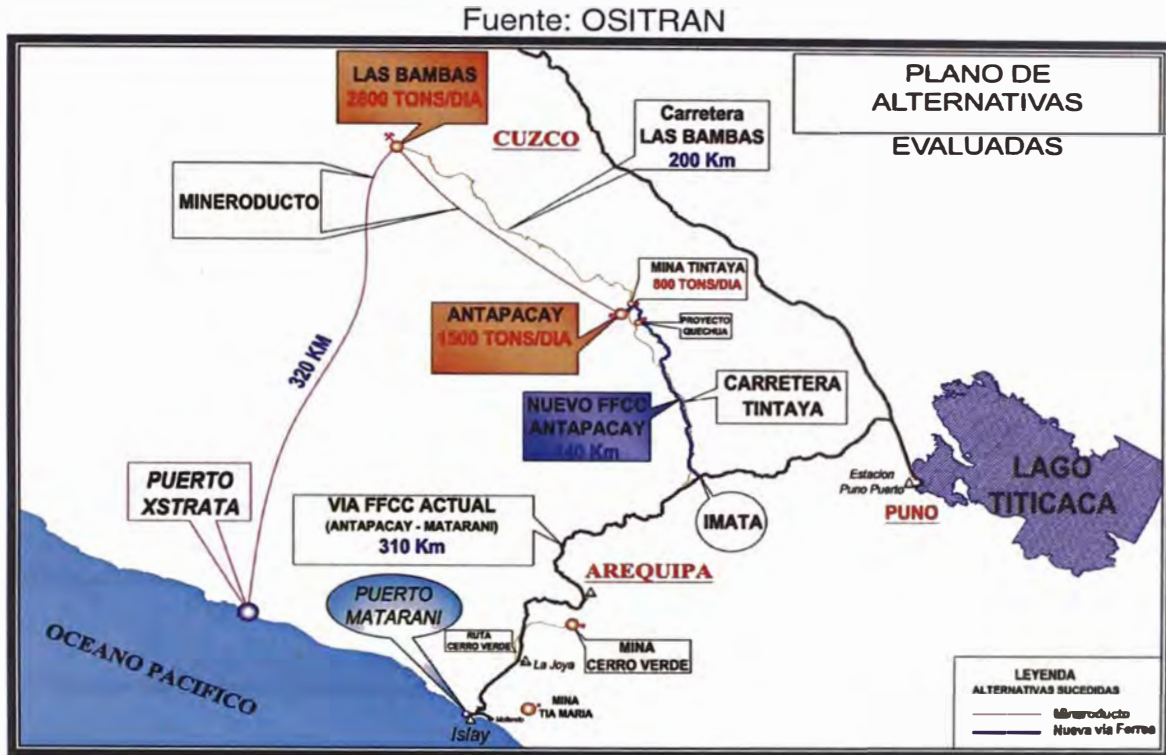 Fuente: OSITRAN
PLANO DE
ALTERNATIVAS
EVALUADAS
LAS BAMBAS
2800 TONS/DIA
CUZCO
Carretera
LAS BAMBAS
200 Km
MINERODUCTO
MINA TINTAYA
800 TONS/DIA
ANTAPACAY
1500 TONS/DIA
PROYECTO
QUECHUA
320 KM
NUEVO FFCC
ANTAPACAY
140 Km
CARRETERA
TINTAYA
PUERTO
XSTRATA
VIA FFCC ACTUAL
(ANTAPACAY - MATARANI)
310 Km
IMATA
Estacion
Puno Puerto
PUNO
LAGO
TITICACA
AREQUIPA
PUERTO
MATARANI
RUTA
CERRO VERDE
MINA
CERRO VERDE
La Joya
OCEANO PACIFICO
MINA
TIA MARIA
Mollendo
Islay
LEYENDA
ALTERNATIVAS SUCEDIDAS
Mineroducto
Nueva via Ferrea